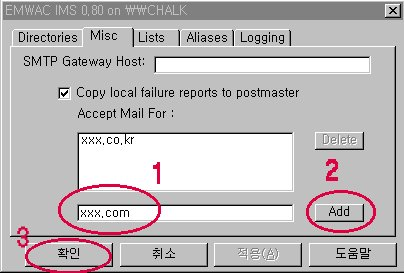 EMWAC IMS 0,80 on ₩₩CHALK
Directories Misc Lists Aliases Logging
SMTP Gateway Host:
Copy local failure reports to postmaster
Accept Mail For :
xxx,co,kr
Delete
1
2
xxx,com
Add
3
확인 취소 적용(A) 도움말